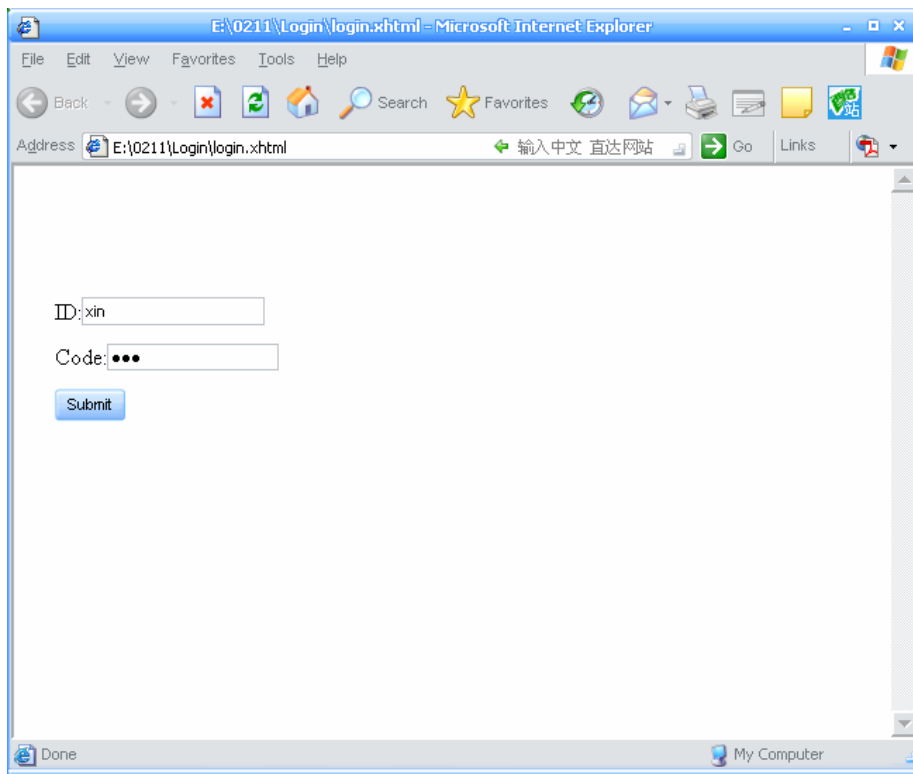 E:\0211\Login\login.xhtml - Microsoft Internet Explorer
File Edit View Favorites Tools Help
Back Search Favorites 站
Address E:\0211\Login\login.xhtml 输入中文 直达网站 Go Links
ID: xin
Code: •••
Submit
Done My Computer